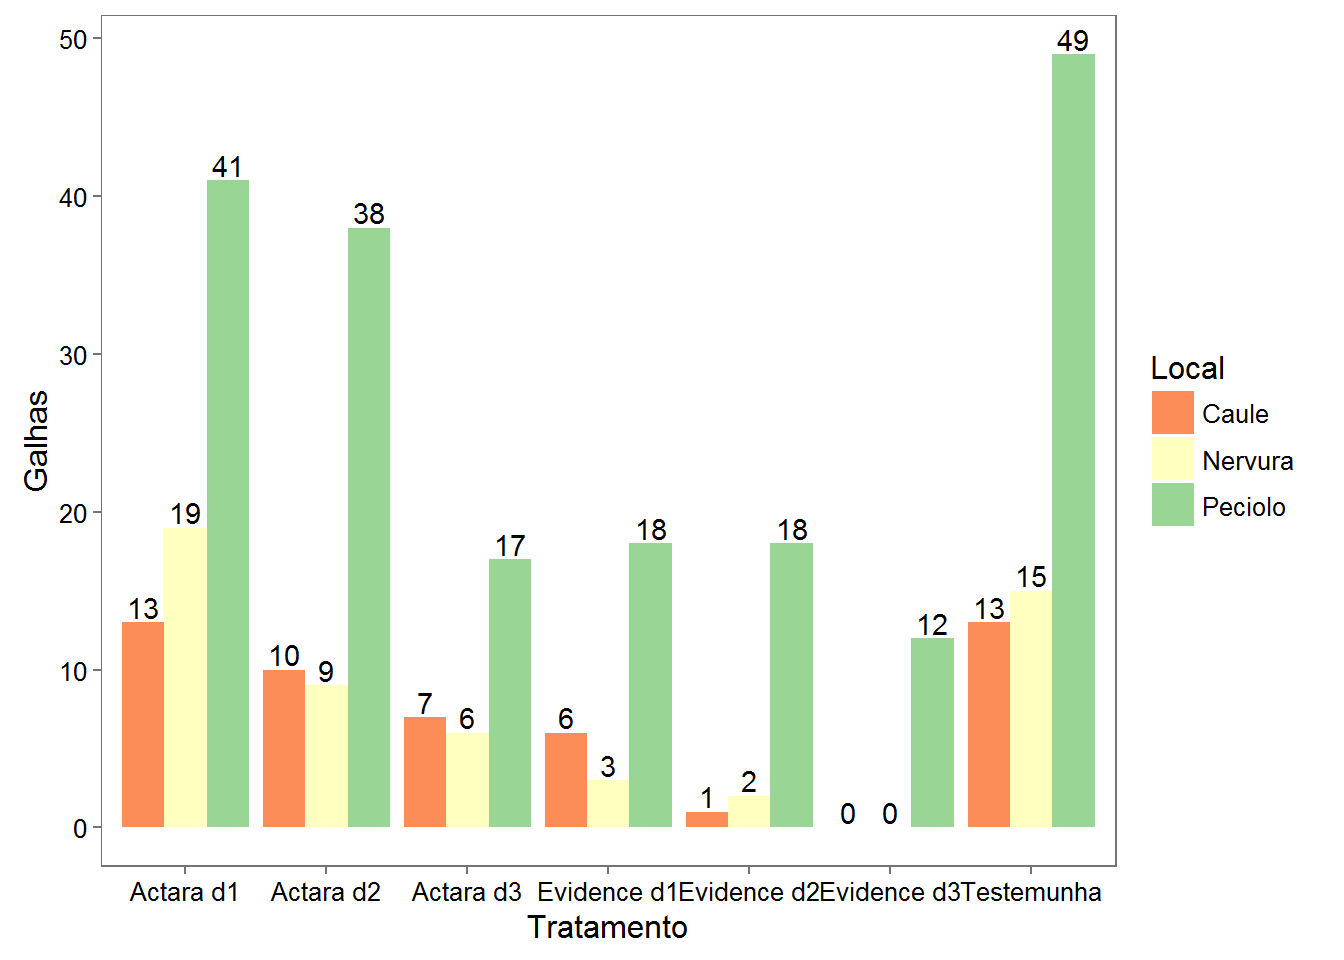 Galhas
50
40
30
20
10
0
13 19 41
10 9 38
7 6 17
6 3 18
1 2 18
0 0 12
13 15 49
Actara d1 Actara d2 Actara d3 Evidence d1 Evidence d2 Evidence d3 Testemunha
Tratamento
Local
Caule
Nervura
Peciolo